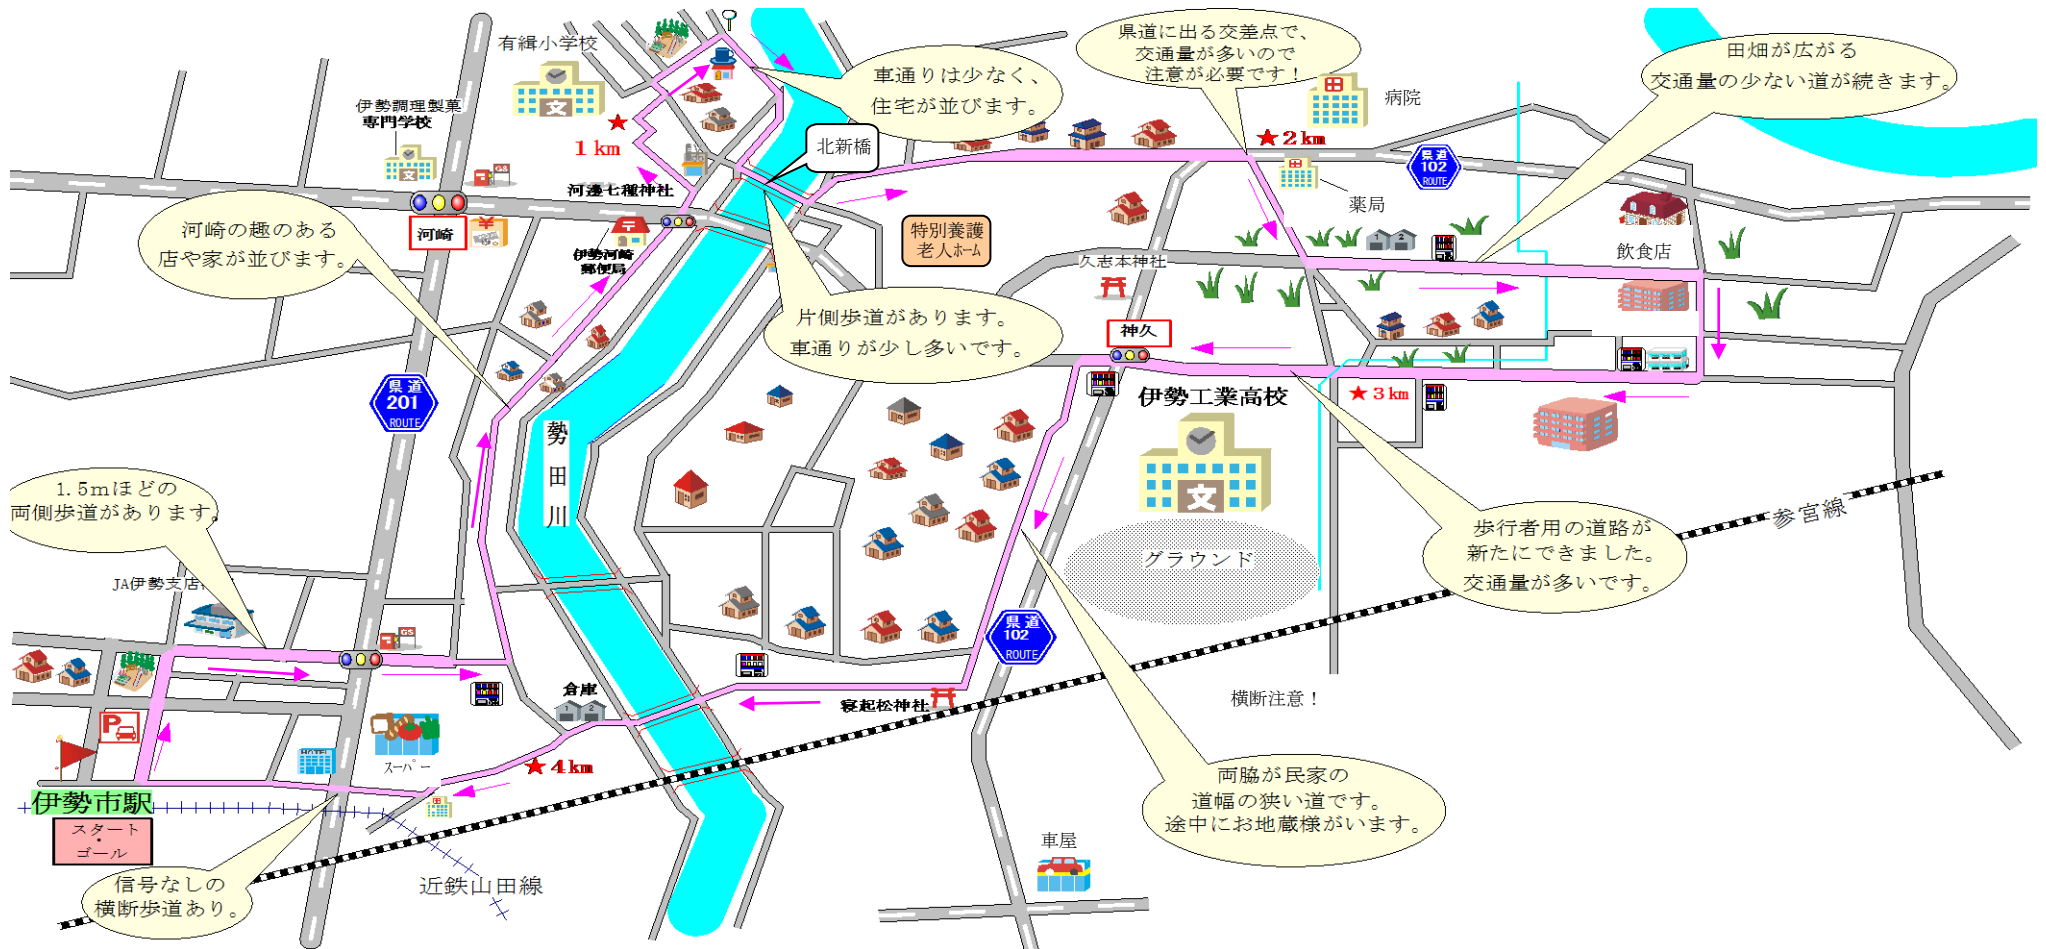 有緝小学校
伊勢調理製菓
専門学校
GS
文
1 km
河邊七種神社
車通りは少なく、
住宅が並びます。
北新橋
県道に出る交差点で、
交通量が多いので
注意が必要です！
病院
2 km
薬局
県道
102
ROUTE
田畑が広がる
交通量の少ない道が続きます。
飲食店
河崎の趣のある
店や家が並びます。
河崎
伊勢河崎
郵便局
特別養護
老人ホーム
久志本神社
1 2
片側歩道があります。
車通りが少し多いです。
神久
県道
201
ROUTE
勢田川
伊勢工業高校
文
3 km
グラウンド
歩行者用の道路が
新たにできました。
交通量が多いです。
参宮線
1.5mほどの
両側歩道があります。
JA伊勢支店
GS
県道
102
ROUTE
倉庫
1 2
寝起松神社
横断注意！
P
HOTEL
スーパー
4 km
両脇が民家の
道幅の狭い道です。
途中にお地蔵様がいます。
伊勢市駅
スタート
・
ゴール
信号なしの
横断歩道あり。
近鉄山田線
車屋